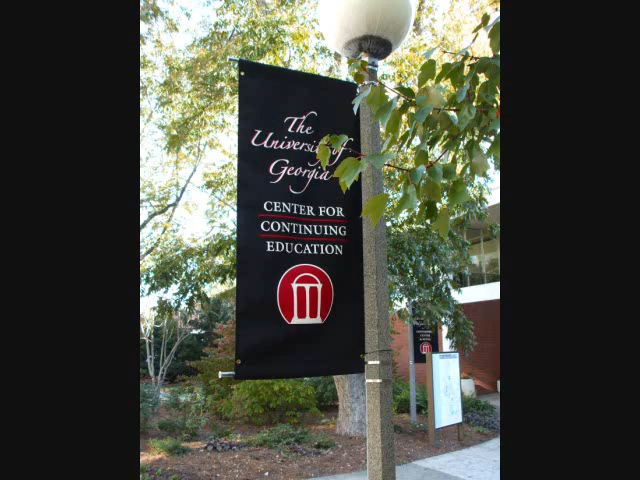 The
University of
Georgia
CENTER FOR
CONTINUING
EDUCATION